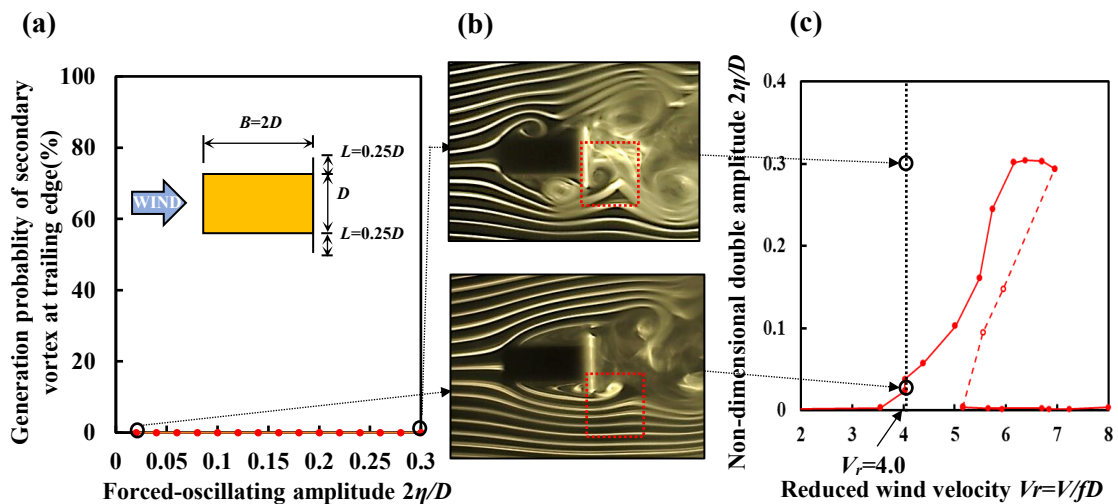 (a)
(b)
(c)
Generation probablity of secondary
vortex at trailing edge(%)
100
80
60
40
20
0
0
0.05
0.1
0.15
0.2
0.25
0.3
Forced-oscillating amplitude 2η/D
B=2D
L=0.25D
D
L=0.25D
WIND
Non-dimensional double amplitude 2η/D
0.4
0.3
0.2
0.1
0
2
3
4
5
6
7
8
Vr=4.0
Reduced wind velocity Vr=V/fD